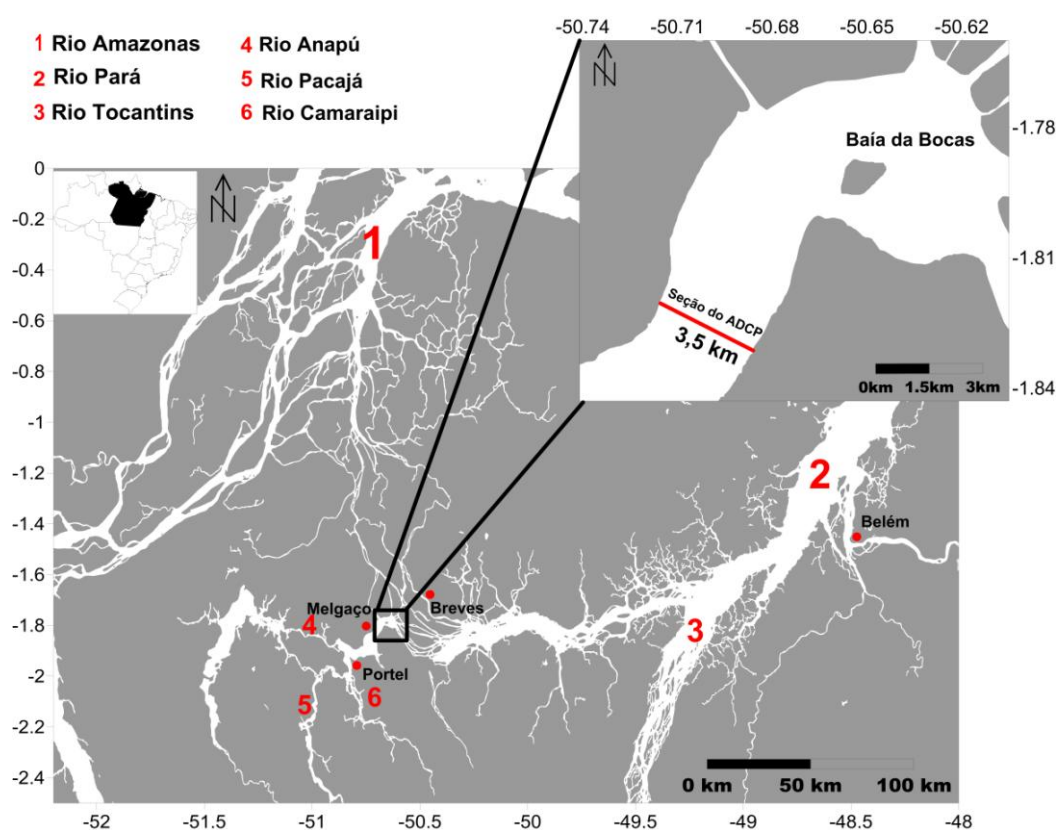 1 Rio Amazonas
2 Rio Pará
3 Rio Tocantins
4 Rio Anapú
5 Rio Pacajá
6 Rio Camaraipi
-50.74 -50.71 -50.68 -50.65 -50.62
N
Baía da Bocas
-1.78
-1.81
-1.84
Seção do ADCP
3,5 km
0km 1.5km 3km
N
0
-0.2
-0.4
-0.6
-0.8
-1
-1.2
-1.4
-1.6
-1.8
-2
-2.2
-2.4
1
2
Belém
Melgaço
Breves
4
3
Portel
5
6
0 km 50 km 100 km
-52 -51.5 -51 -50.5 -50 -49.5 -49 -48.5 -48